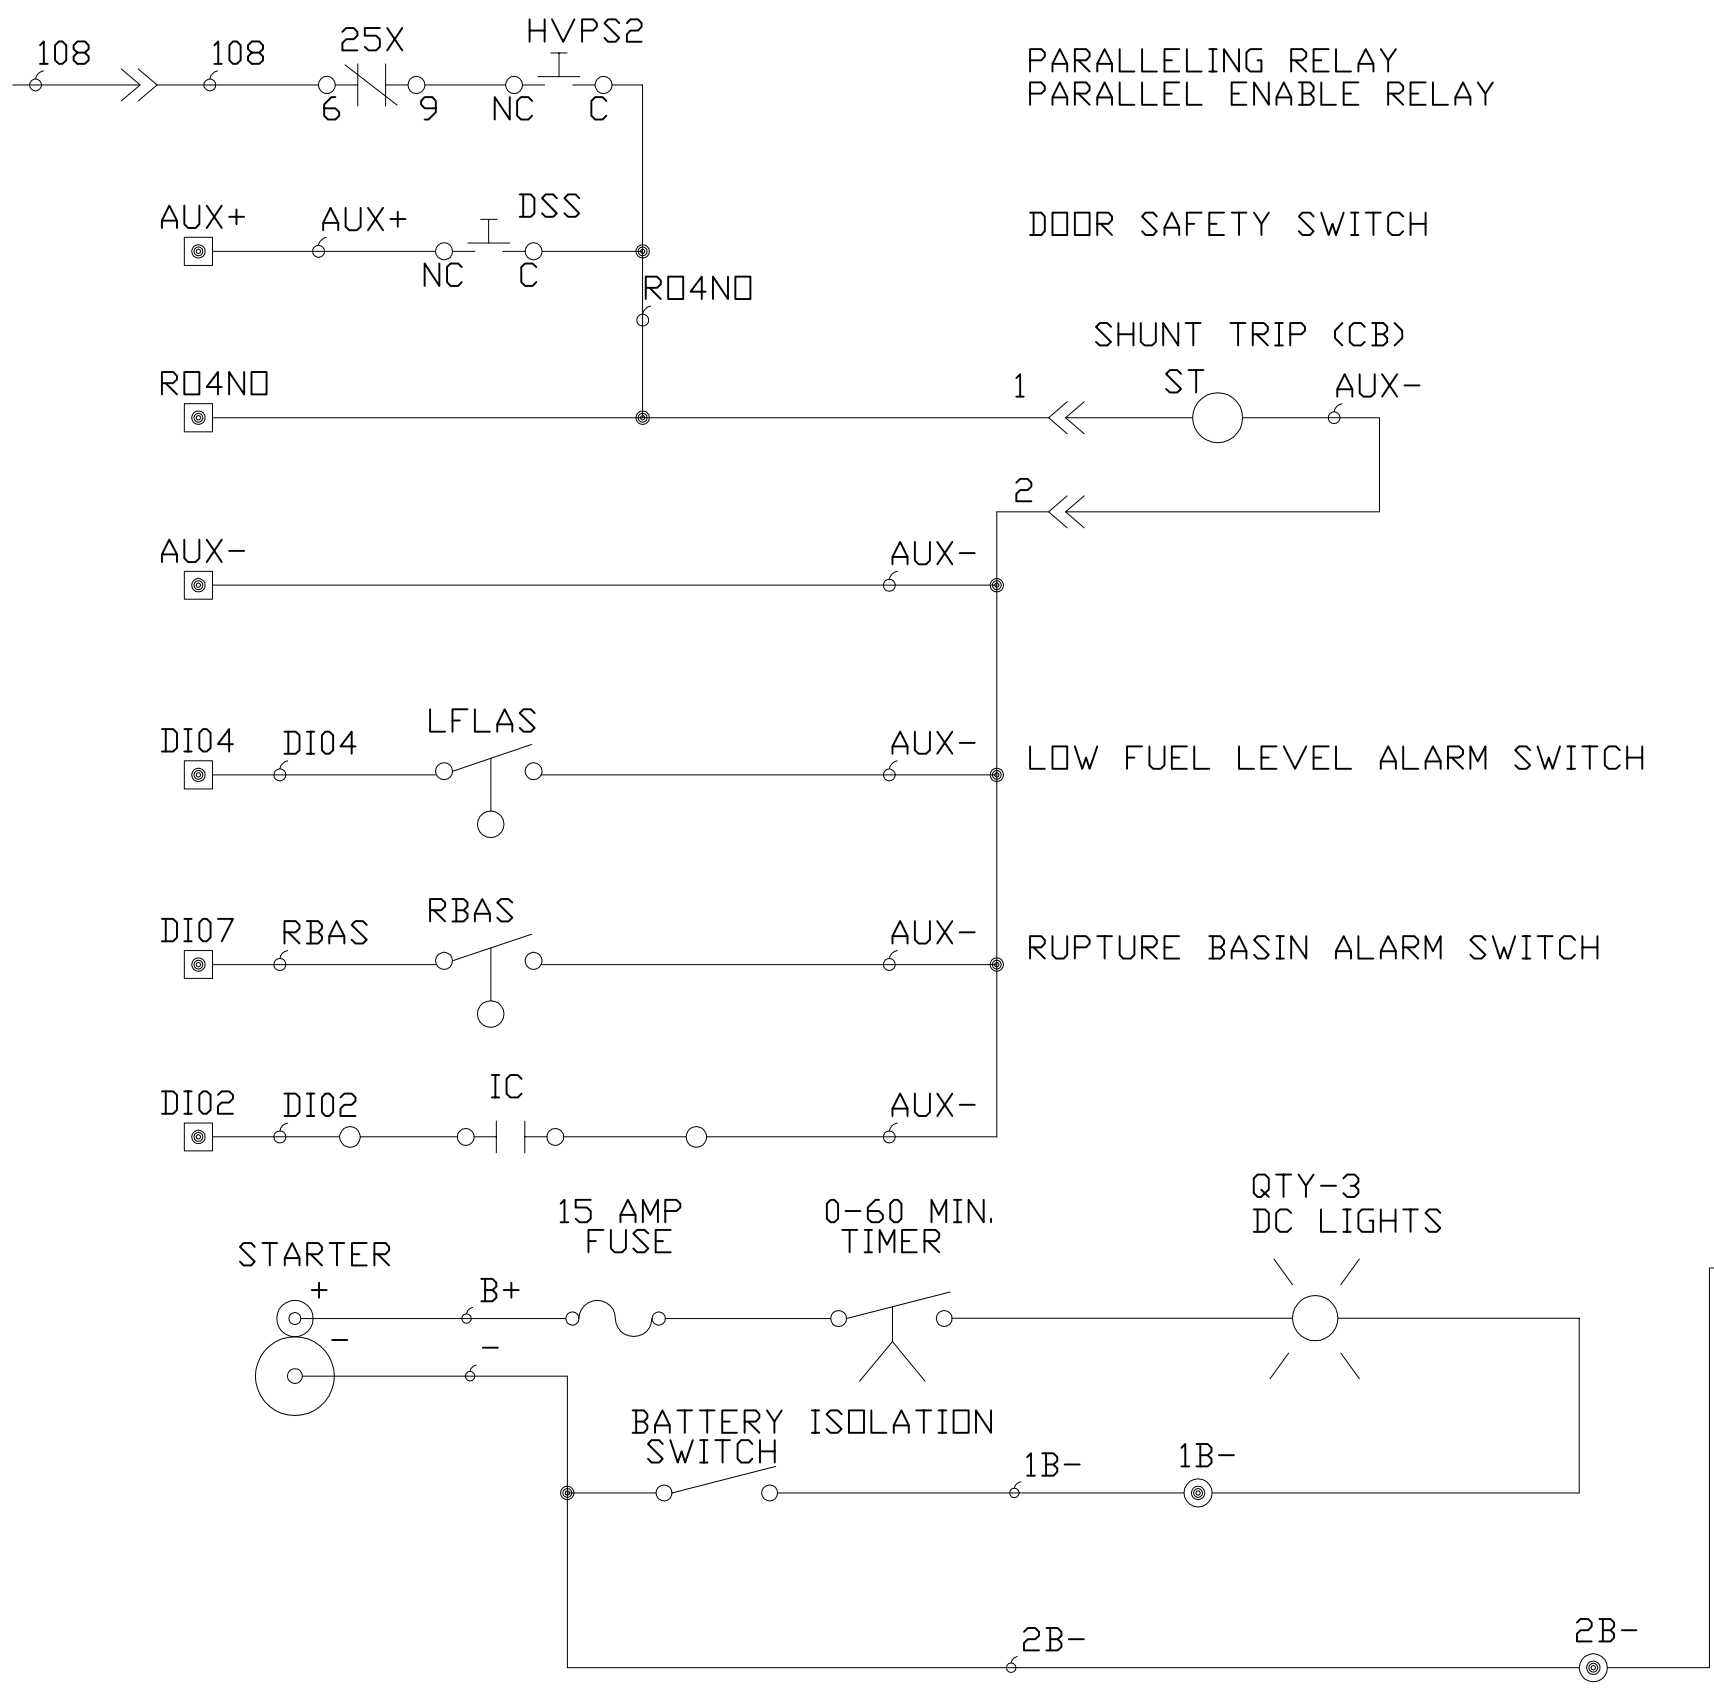 108
108
25X
HVPS2
6
9
NC
C
PARALLELING RELAY
PARALLEL ENABLE RELAY
AUX+
AUX+
DSS
NC
C
DOOR SAFETY SWITCH
RO4NO
SHUNT TRIP (CB)
RO4NO
1
ST
AUX-
2
AUX-
AUX-
DI04
DI04
LFLAS
AUX-
LOW FUEL LEVEL ALARM SWITCH
DI07
RBAS
RBAS
AUX-
RUPTURE BASIN ALARM SWITCH
DI02
DI02
IC
AUX-
STARTER
+
-
B+
-
15 AMP
FUSE
0-60 MIN.
TIMER
QTY-3
DC LIGHTS
BATTERY ISOLATION
SWITCH
1B-
1B-
2B-
2B-